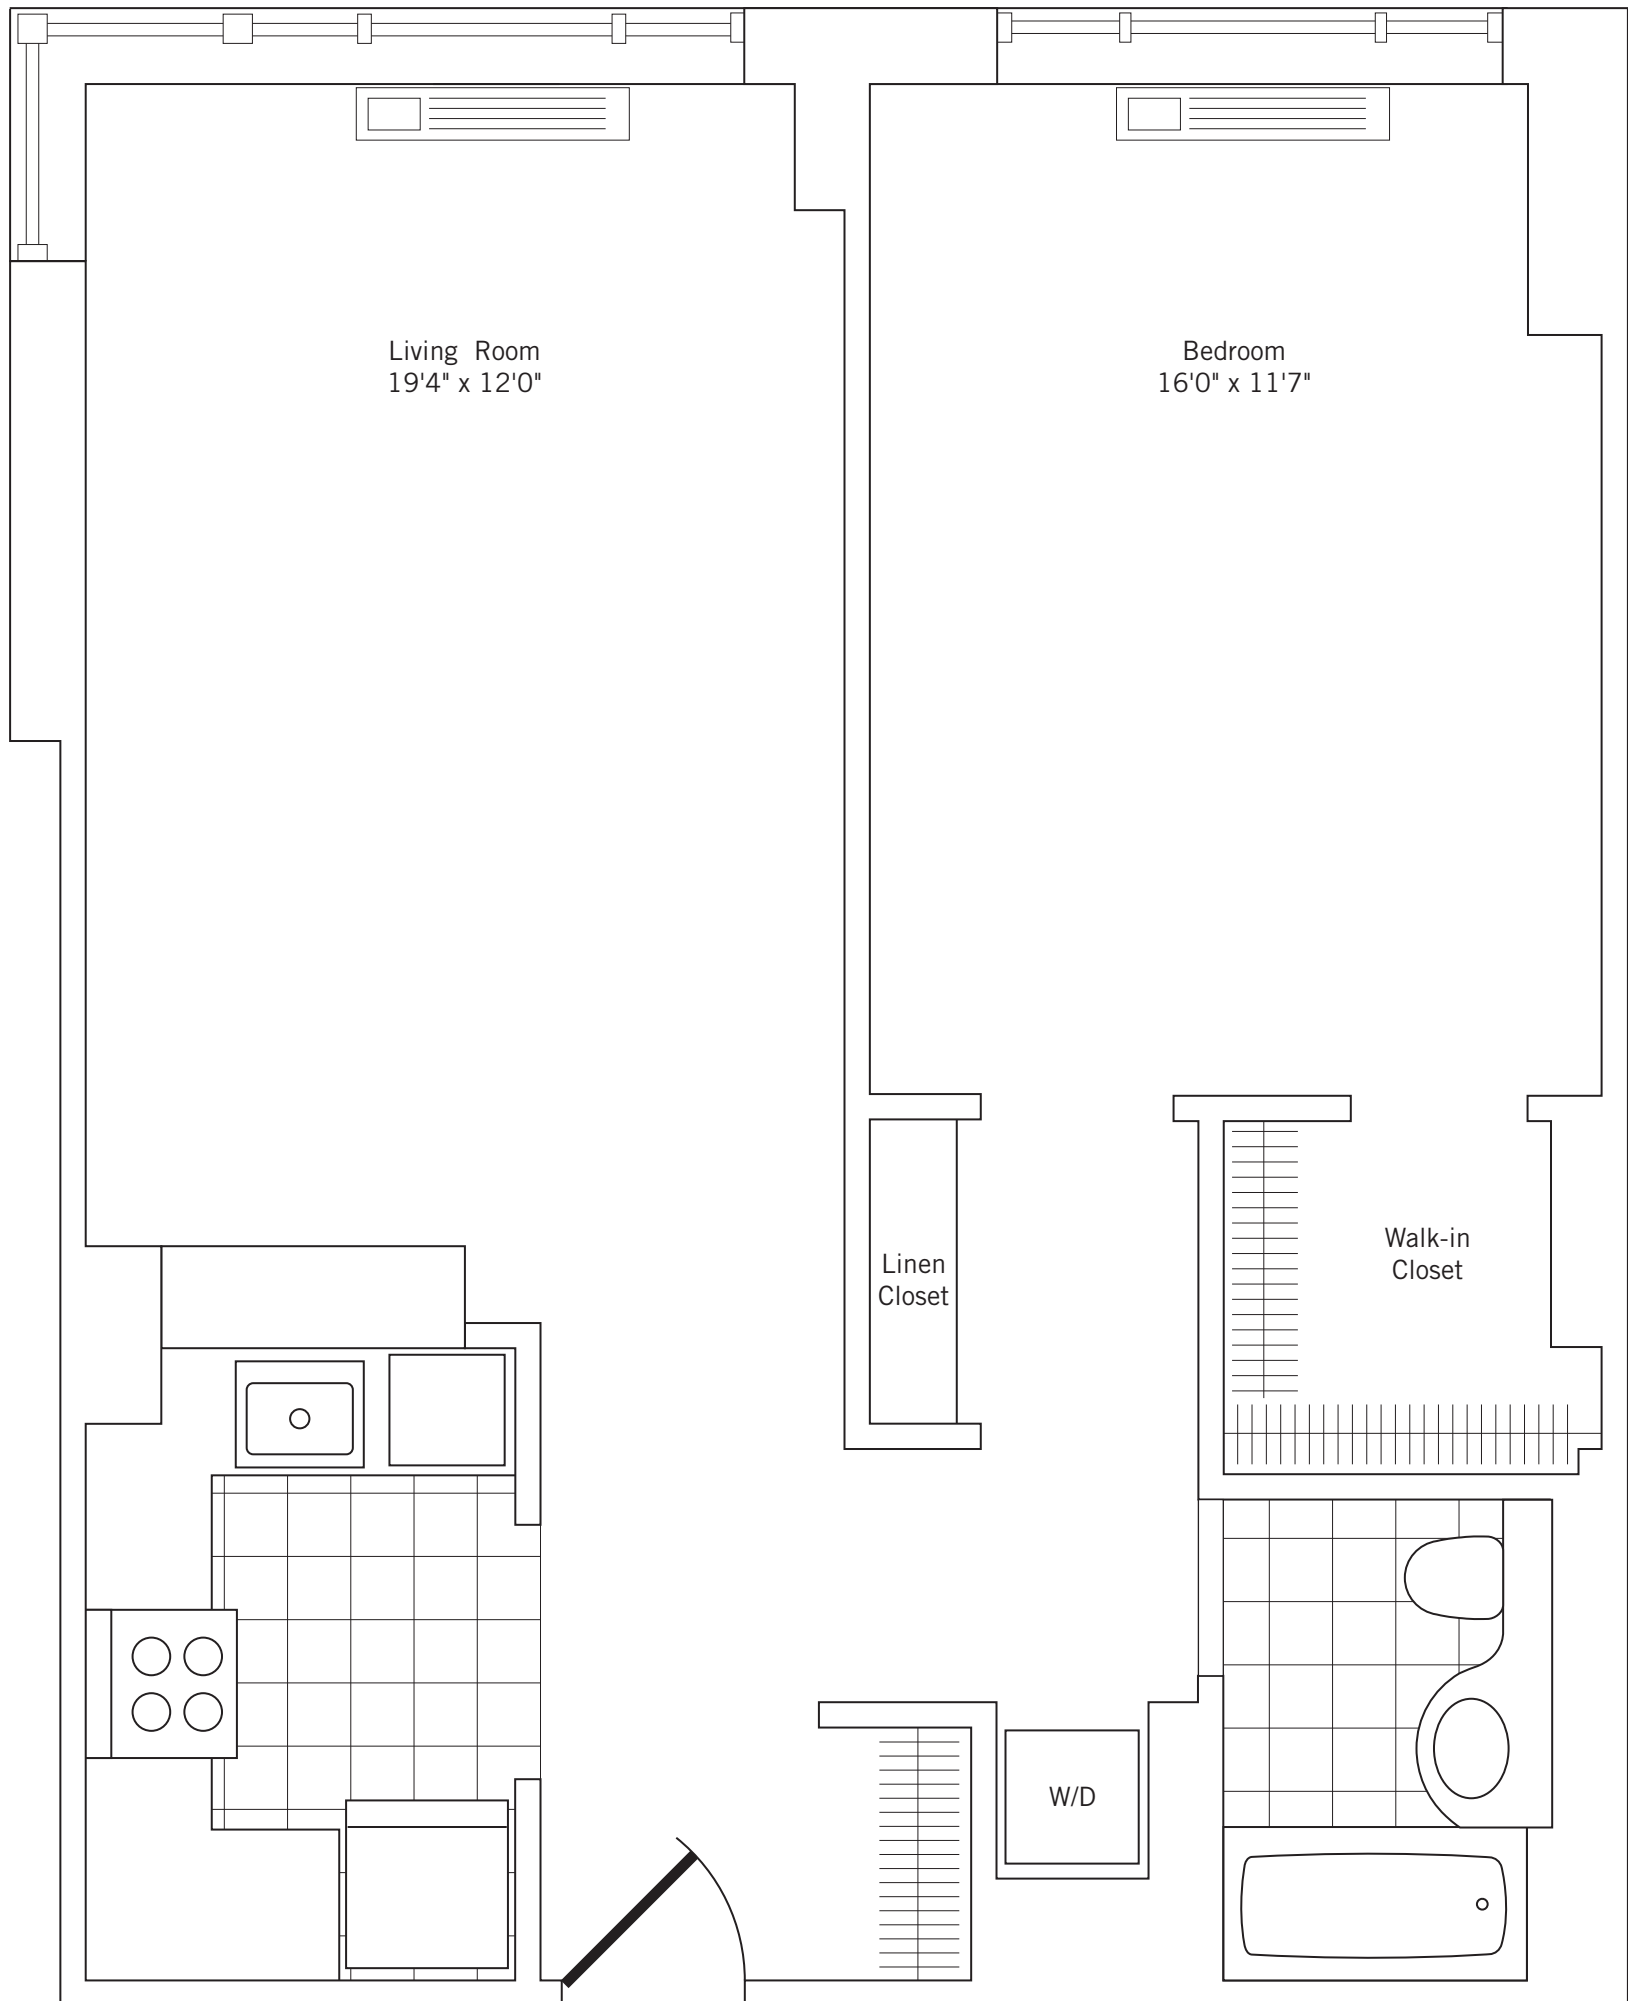 Living Room
19'4" x 12'0"
Bedroom
16'0" x 11'7"
Linen
Closet
Walk-in
Closet
W/D